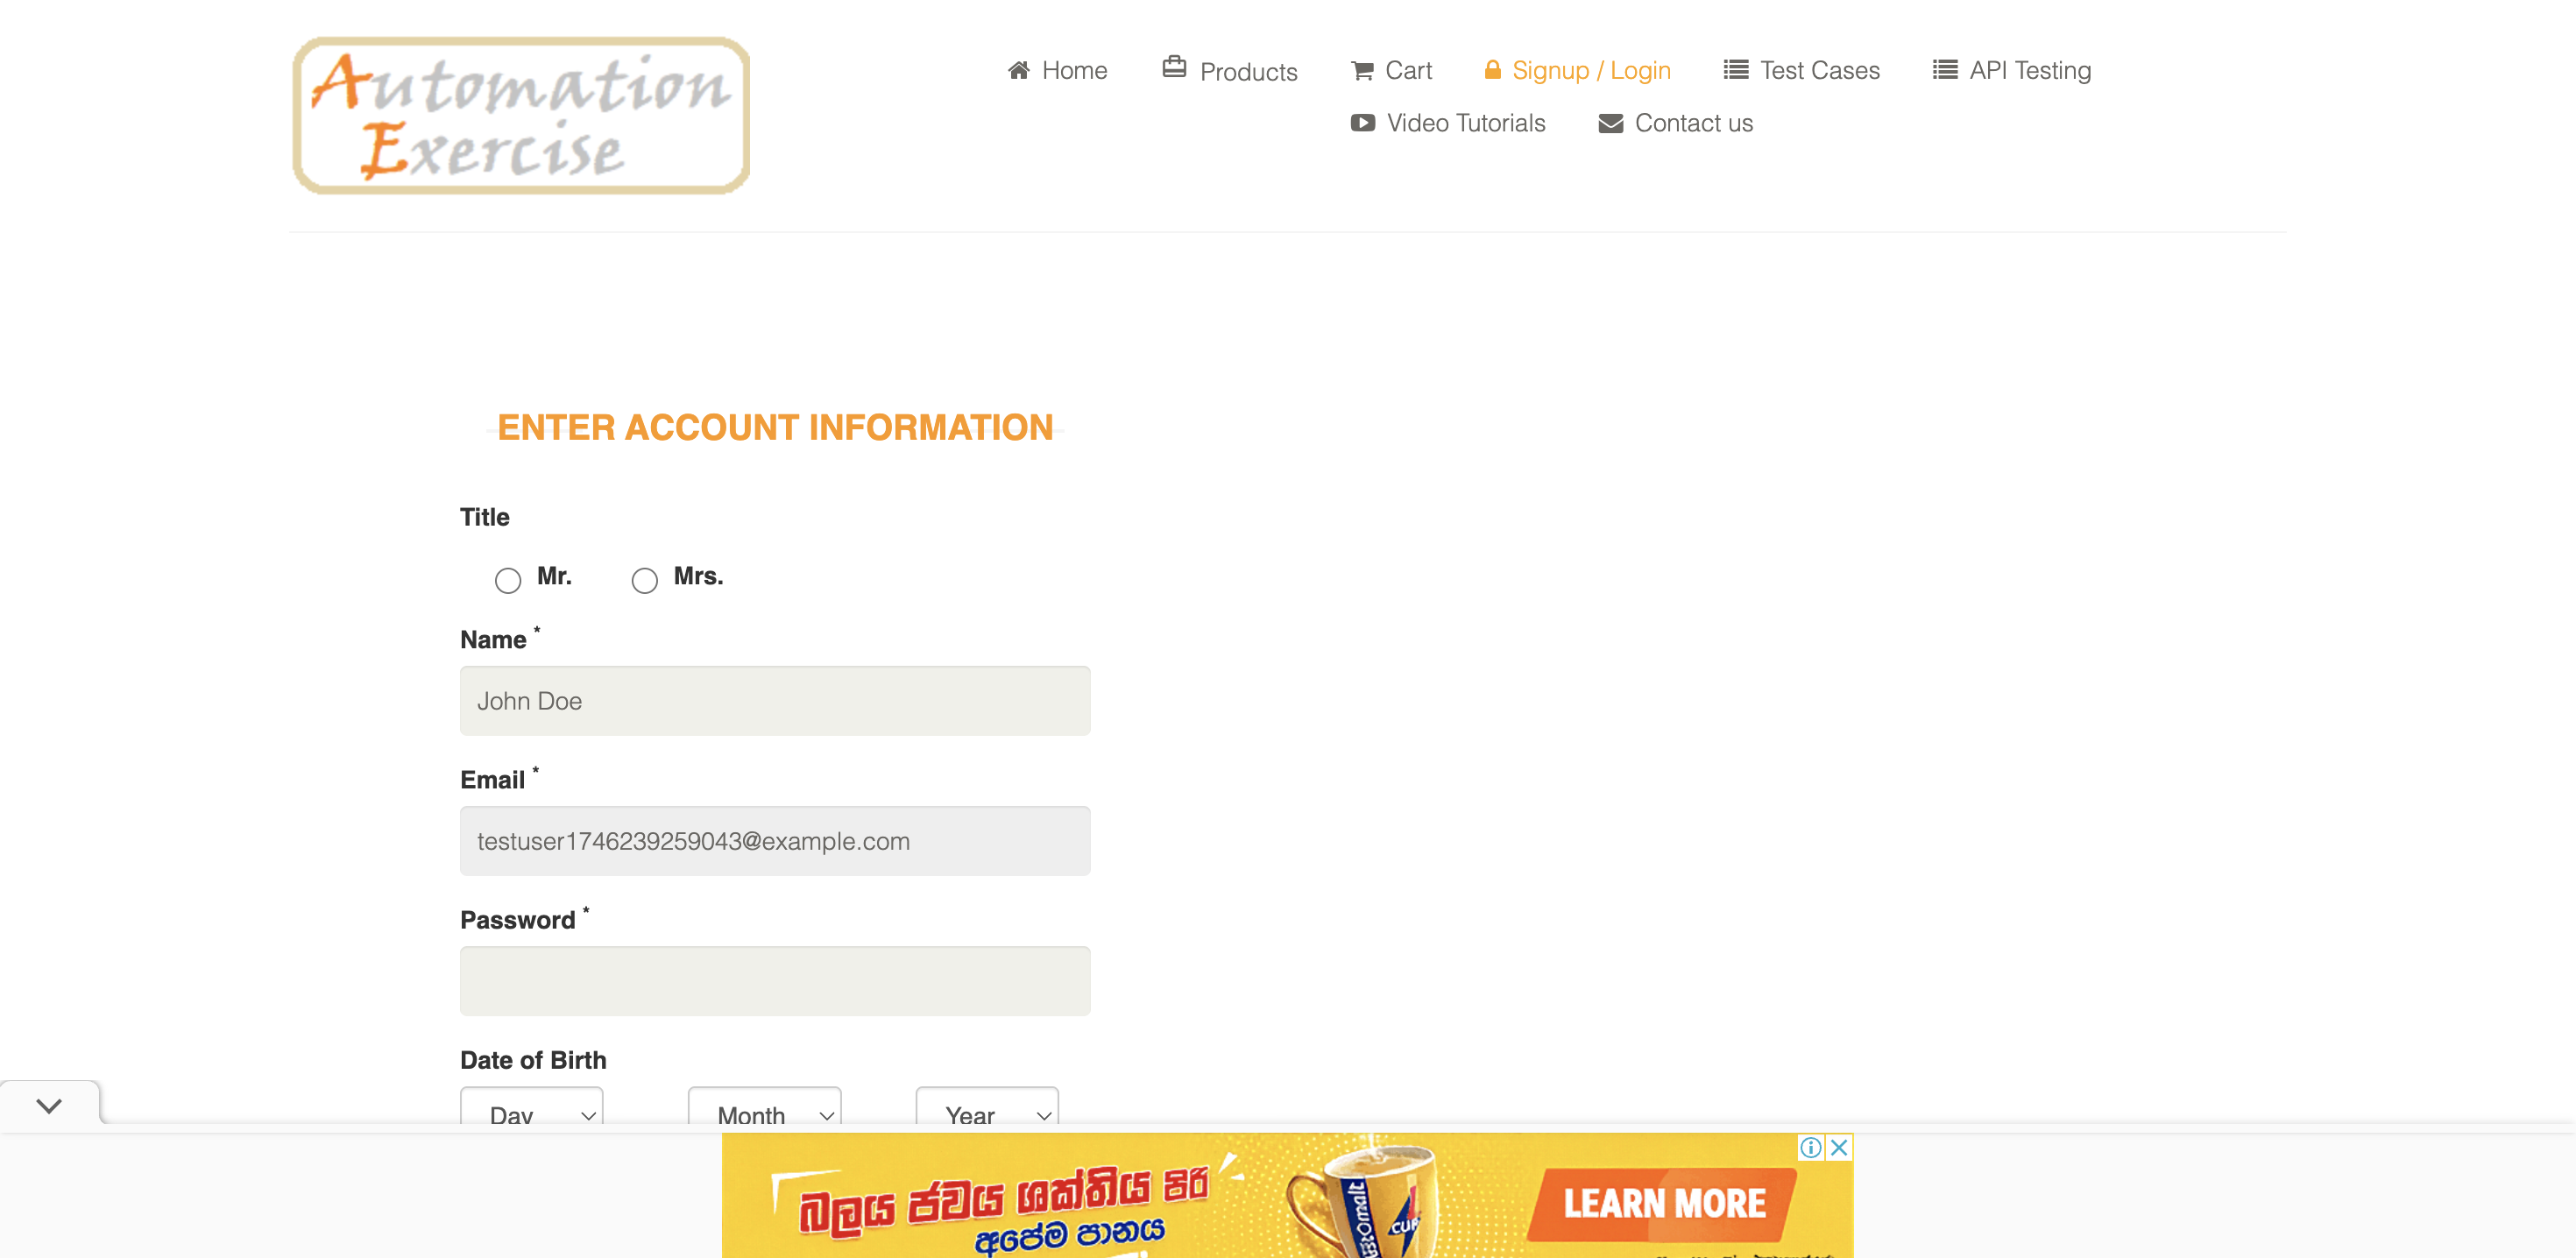 Automation
Exercise
Home
Products
Cart
Signup / Login
Test Cases
API Testing
Video Tutorials
Contact us
ENTER ACCOUNT INFORMATION
Title
Mr.
Mrs.
Name *
John Doe
Email *
testuser1746239259043@example.com
Password *
Date of Birth
Day
Month
Year
බලය ජවය ශක්තිය පිරි
අපේම පානය
LEARN MORE
CUP